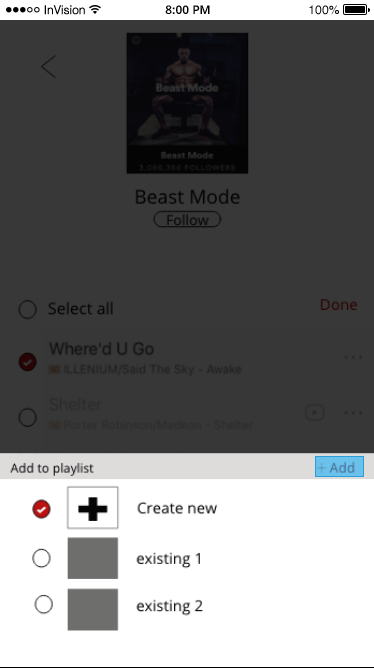 InVision 8:00 PM 100%
Beast Mode
Beast Mode
3,090,386 FOLLOWERS
Beast Mode
Follow
Select all Done
Where'd U Go
ILLENIUM/Said The Sky - Awake
Shelter
Porter Robinson/Madeon - Shelter
Add to playlist + Add
Create new
existing 1
existing 2